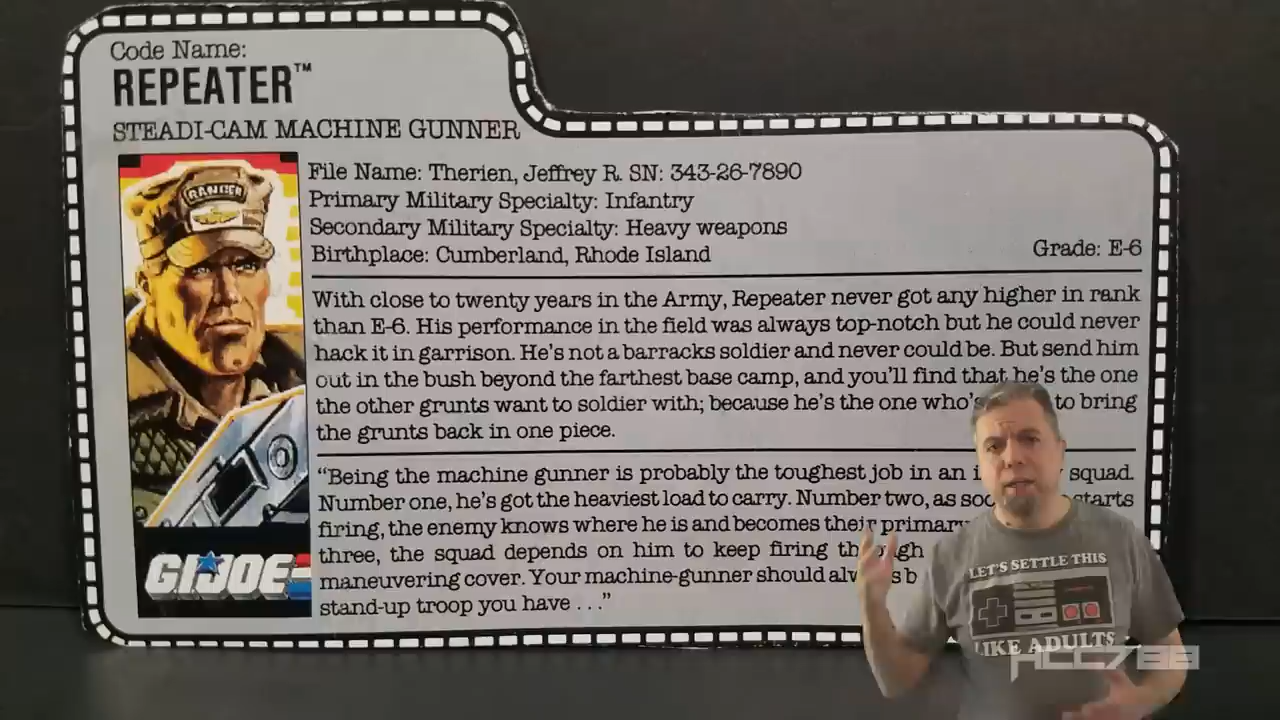 Code Name:
REPEATER™
STEADI-CAM MACHINE GUNNER
RANGER
File Name: Therien, Jeffrey R. SN: 343-26-7890
Primary Military Specialty: Infantry
Secondary Military Specialty: Heavy weapons
Birthplace: Cumberland, Rhode Island
Grade: E-6
With close to twenty years in the Army, Repeater never got any higher in rank
than E-6. His performance in the field was always top-notch but he could never
hack it in garrison. He's not a barracks soldier and never could be. But send him
out in the bush beyond the farthest base camp, and you'll find that he's the one
the other grunts want to soldier with; because he's the one who's to bring
the grunts back in one piece.
"Being the machine gunner is probably the toughest job in an squad.
Number one, he's got the heaviest load to carry. Number two, as starts
firing, the enemy knows where he is and becomes their primary
three, the squad depends on him to keep firing through
maneuvering cover. Your machine-gunner should always
stand-up troop you have . . ."
GI JOE
LET'S SETTLE THIS
LIKE ADULTS
HCC788